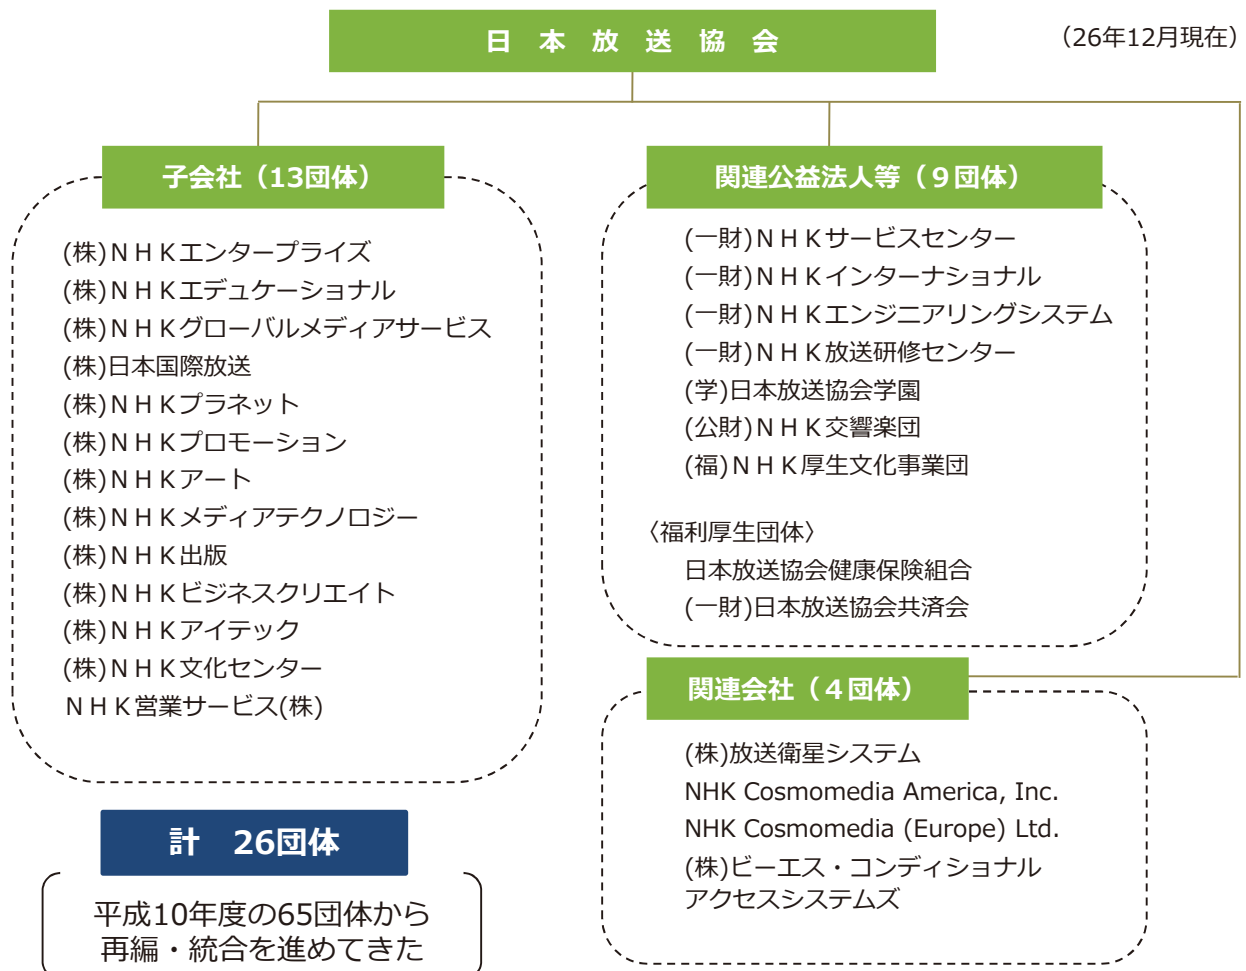 日本放送協会
（26年12月現在）
子会社（13団体）
(株)ＮＨＫエンタープライズ
(株)ＮＨＫエデュケーショナル
(株)ＮＨＫグローバルメディアサービス
(株)日本国際放送
(株)ＮＨＫプラネット
(株)ＮＨＫプロモーション
(株)ＮＨＫアート
(株)ＮＨＫメディアテクノロジー
(株)ＮＨＫ出版
(株)ＮＨＫビジネスクリエイト
(株)ＮＨＫアイテック
(株)ＮＨＫ文化センター
ＮＨＫ営業サービス(株)
関連公益法人等（９団体）
(一財)ＮＨＫサービスセンター
(一財)ＮＨＫインターナショナル
(一財)ＮＨＫエンジニアリングシステム
(一財)ＮＨＫ放送研修センター
(学)日本放送協会学園
(公財)ＮＨＫ交響楽団
(福)ＮＨＫ厚生文化事業団
〈福利厚生団体〉
日本放送協会健康保険組合
(一財)日本放送協会共済会
関連会社（４団体）
(株)放送衛星システム
NHK Cosmomedia America, Inc.
NHK Cosmomedia (Europe) Ltd.
(株)ビーエス・コンディショナル
アクセスシステムズ
計　26団体
平成10年度の65団体から
再編・統合を進めてきた